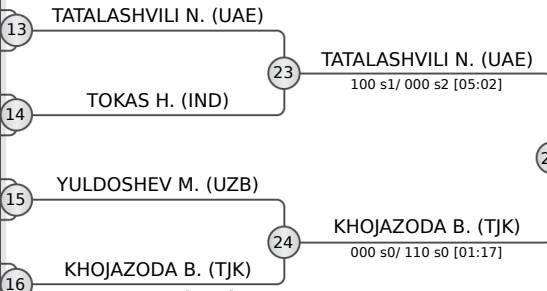 13
TATALASHVILI N. (UAE)
23
TATALASHVILI N. (UAE)
100 s1/ 000 s2 [05:02]
14
TOKAS H. (IND)
15
YULDOSHEV M. (UZB)
24
KHOJAZODA B. (TJK)
000 s0/ 110 s0 [01:17]
16
KHOJAZODA B. (TJK)